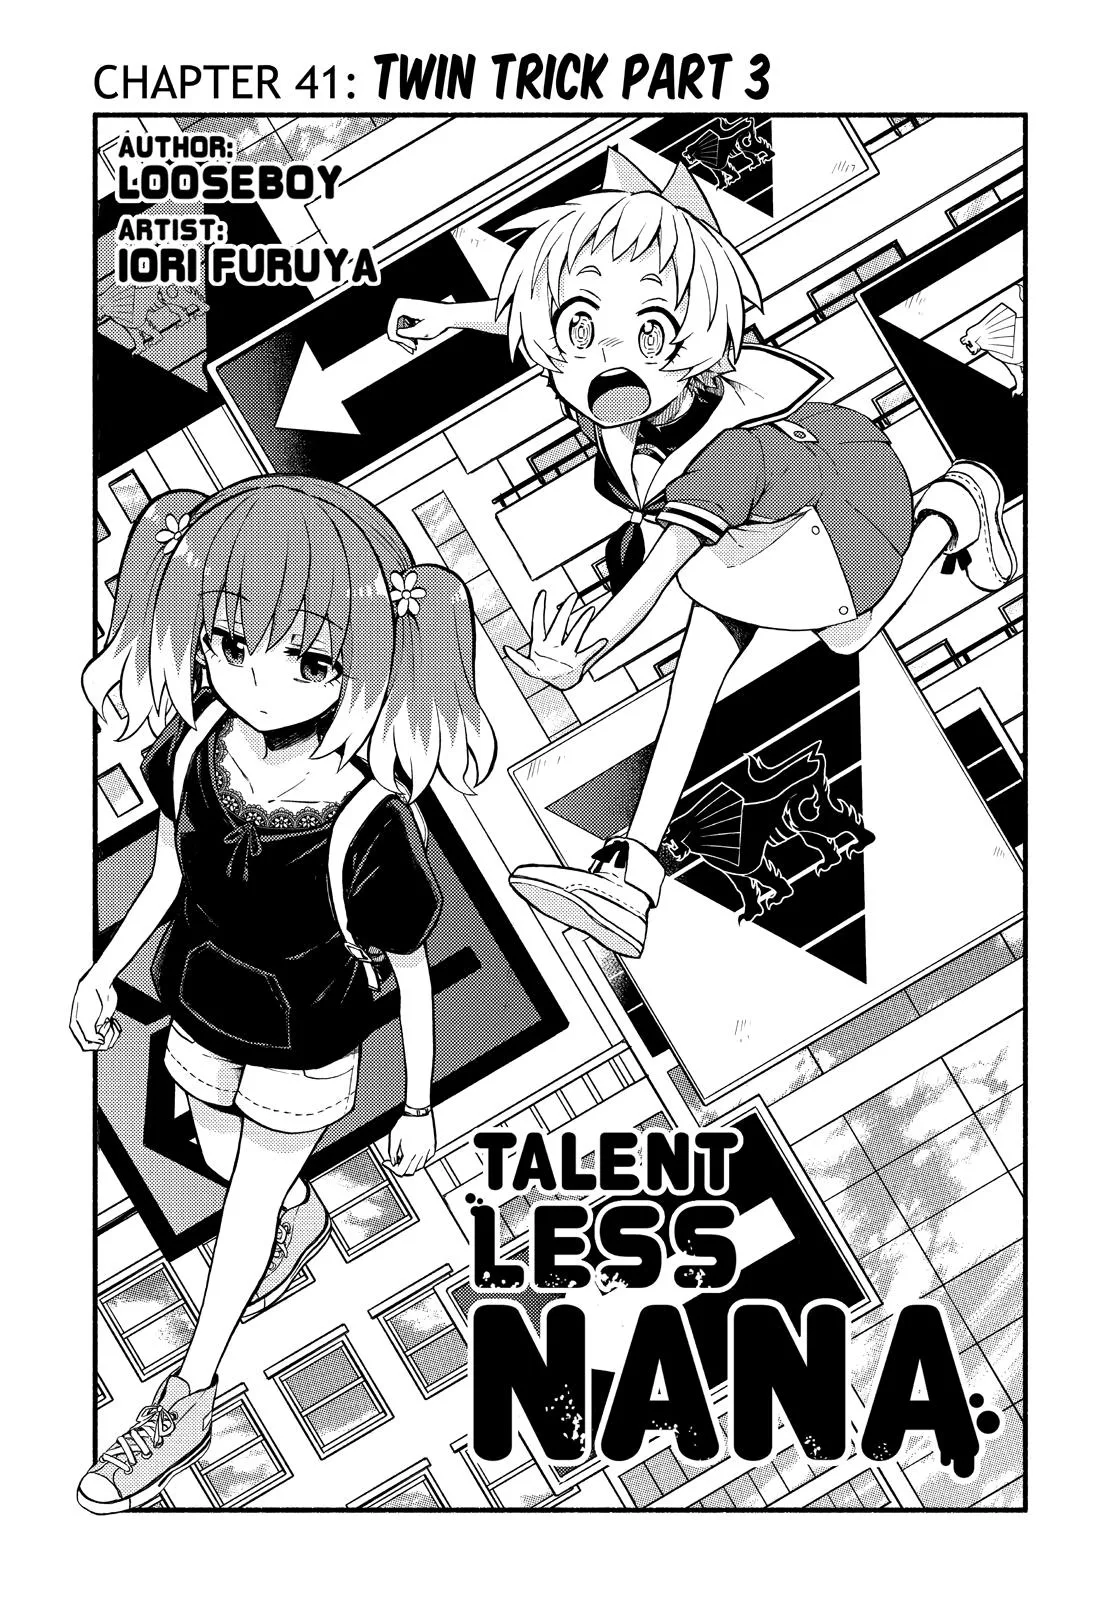 CHAPTER 41: TWIN TRICK PART 3
AUTHOR:
LOOSEBOY
ARTIST:
IORI FURUYA
TALENT
LESS
NANA